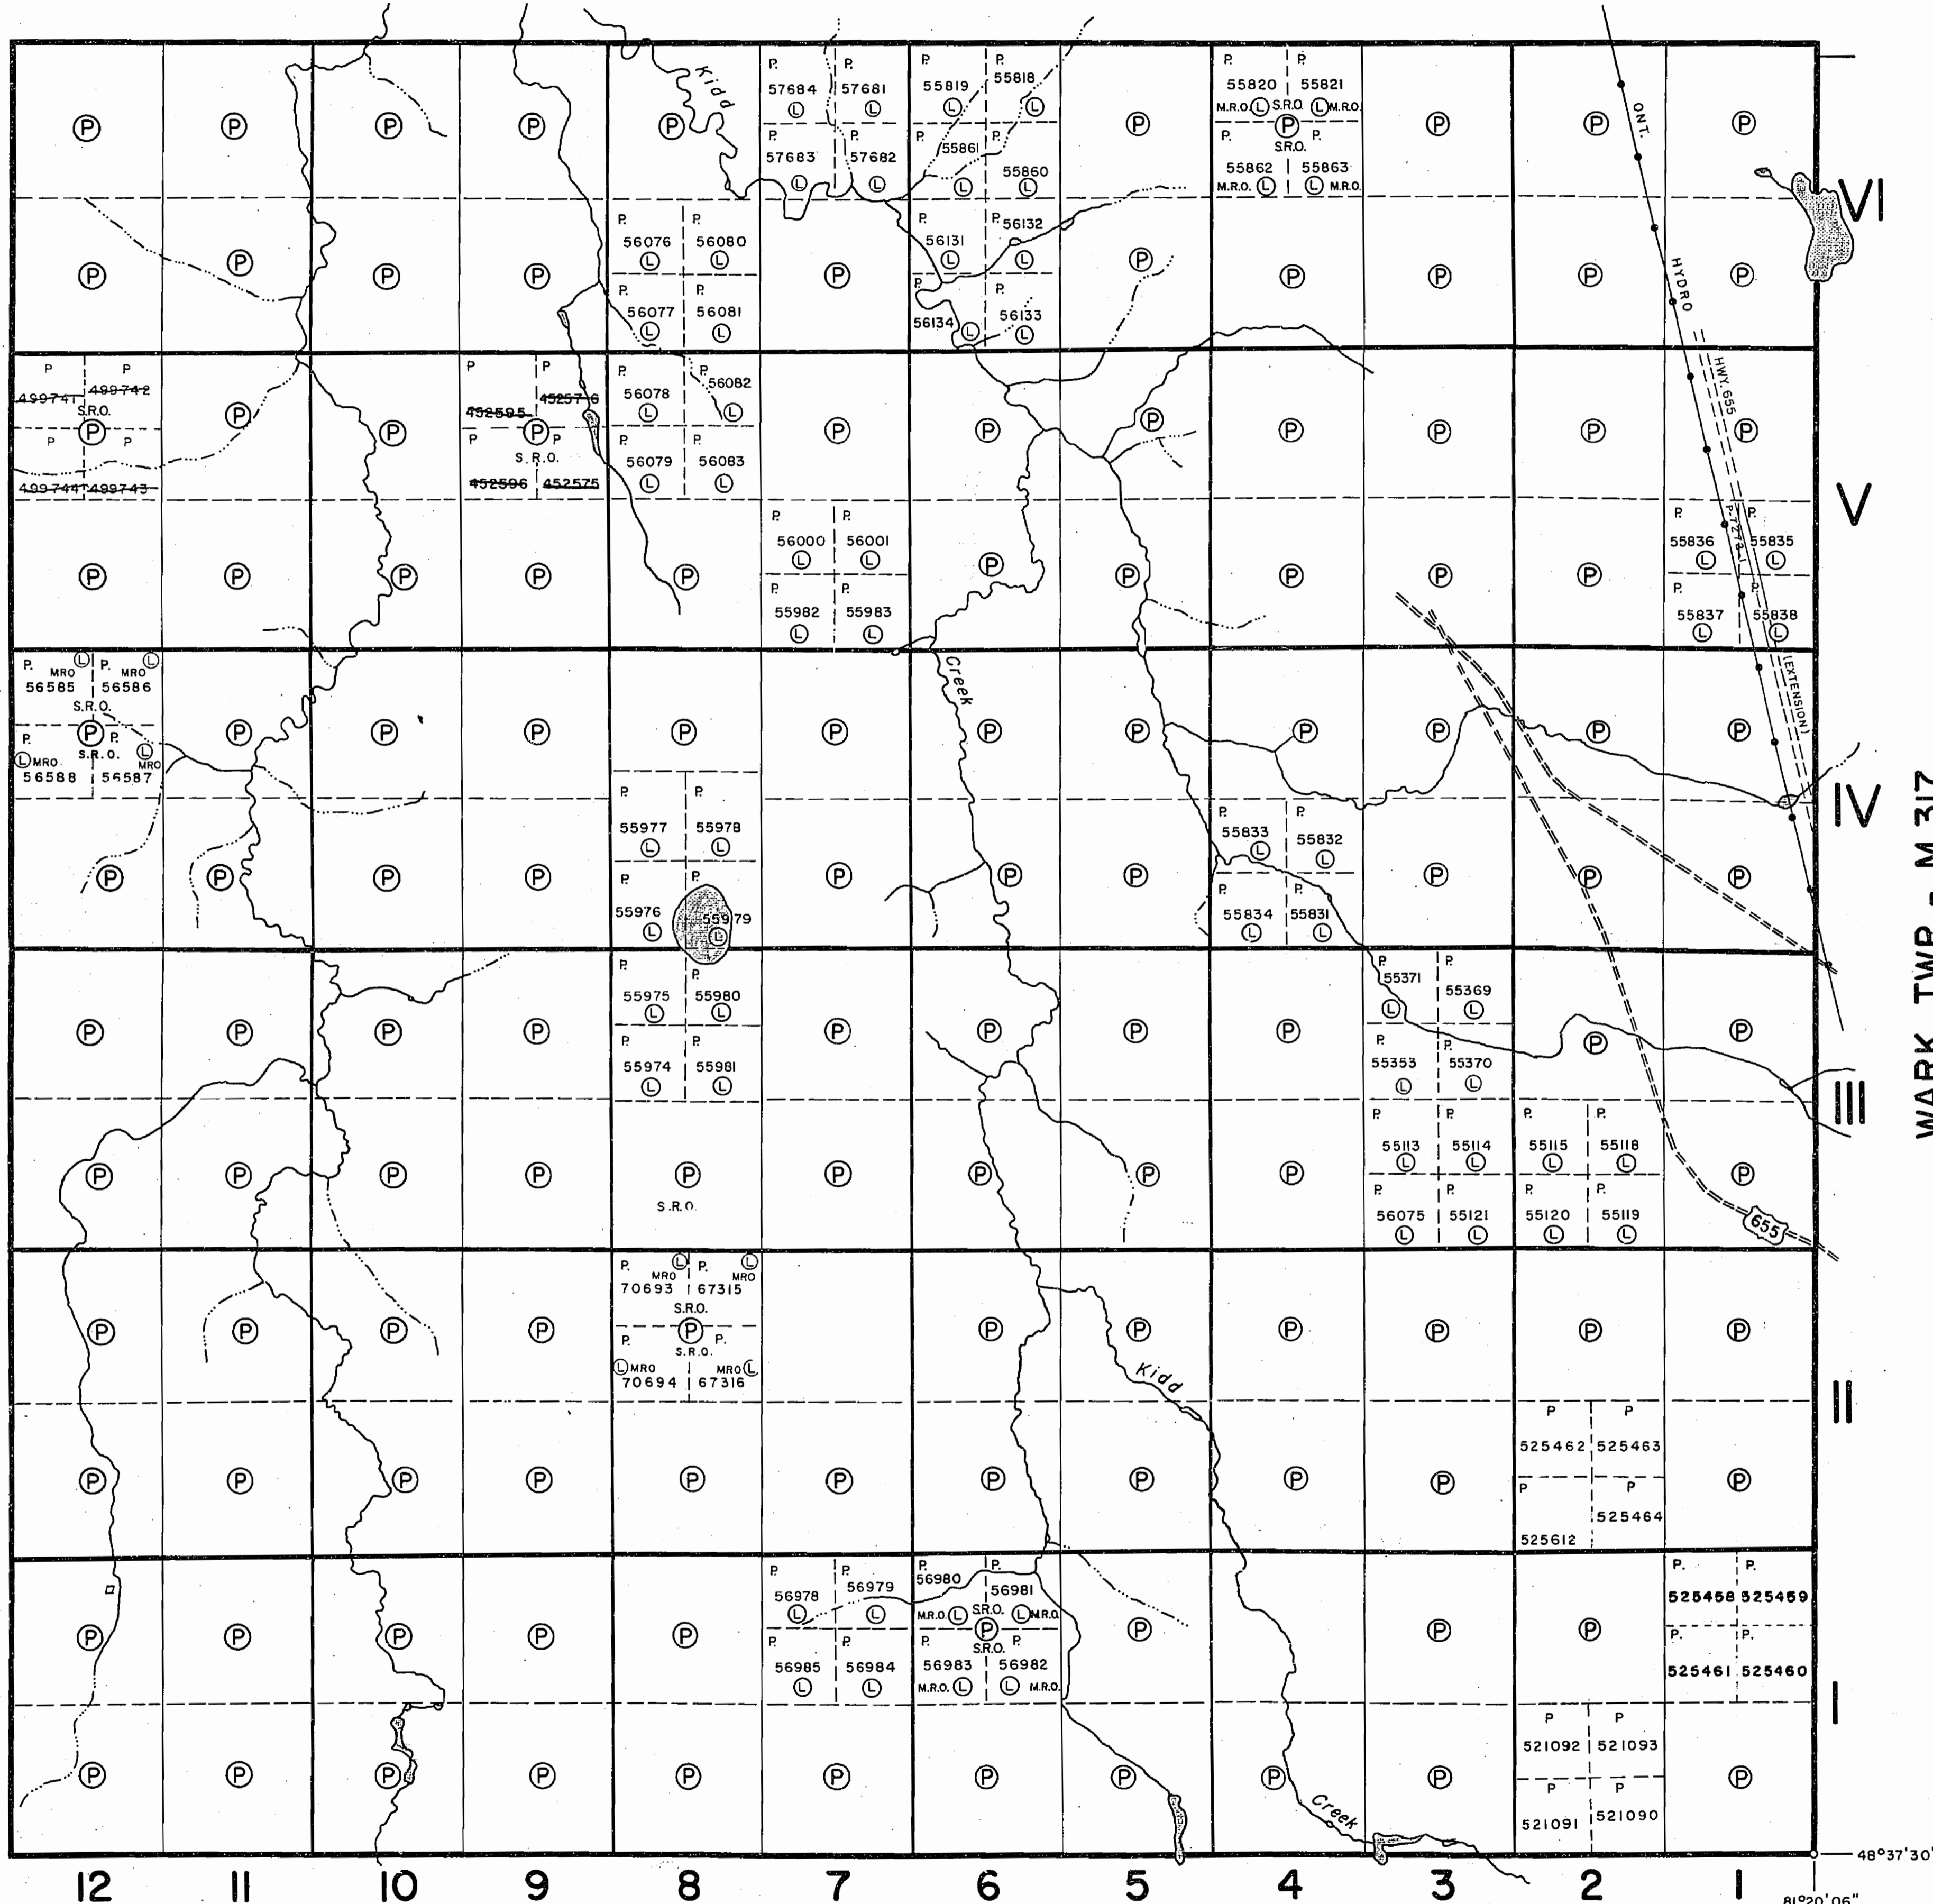 Kidd
P. P. P. P. P. P.
57684 57681 55819 55818 55820 55821
L L L L M.R.O. L S.R.O. L M.R.O.
P P P P P P P P P P
ONT.
P. P. P. P.
57683 57682 55861 55860 S.R.O. 55862 55863
L L L L M.R.O. L L M.R.O.
VI
P. P. P.
56076 56080 56131 56132
L L L L
P P P P P P P P P P
HYDRO
P. P. P. P.
56077 56081 56134 56133
L L L L
P P P P P. P.
499741 499742 452595 452576 56078 56082
S.R.O. L L
HWY. 655
P P P P P P P P P P
P P P P P. P.
S.R.O. 56079 56083
499744 499743 452596 452575 L L
V
P. P. P. P.
56000 56001 55836 55835
L L L L
P P P P P P P P P P
P. P. P. P.
55982 55983 55837 55838
L L L L
(EXTENSION)
P. MRO L P. MRO L
56585 56586
S.R.O.
Creek
P P P P P P P P P P P P
P. P.
L MRO S.R.O. L MRO
56588 56587
IV
P. P. P. P.
55977 55978 55833 55832
L L L L
P P P P P P P P P P
P. P. P. P.
55976 55979 55834 55831
L L L L
WARK TWP. - M.317
P. P. P. P.
55975 55980 55371 55369
L L L L
P P P P P P P P P P
P. P. P. P.
55974 55981 55353 55370
L L L L
III
P. P. P. P.
55113 55114 55115 55118
L L L L
P P P P P P P P P P
S.R.O.
P. P. P. P.
56075 55121 55120 55119
L L L L
655
P. MRO L P. MRO L
70693 67315
S.R.O.
P P P P P P P P P P P
P. P.
S.R.O.
L MRO MRO L
70694 67316
Kidd
II
P P
525462 525463
P P P P P P P P P P P
P P
525612 525464
P. P. P. P. P. P.
56978 56979 56980 56981 525458 525459
L L M.R.O. L S.R.O. L M.R.O.
P P P P P P P P P
P. P. P. P. P. P.
S.R.O.
56985 56984 56983 56982 525461 525460
L L M.R.O. L L M.R.O.
I
P P
521092 521093
P P P P P P P P P P P
P P
521091 521090
Creek
48°37'30"
12 11 10 9 8 7 6 5 4 3 2 1
81°20'06"